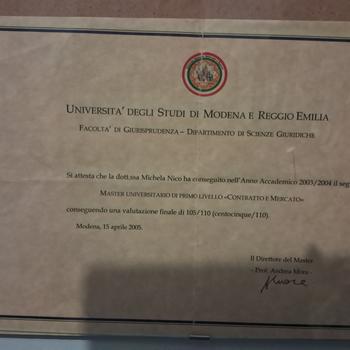 UNIVERSITA' DEGLI STUDI DI MODENA E REGGIO EMILIA
FACOLTA' DI GIURISPRUDENZA – DIPARTIMENTO DI SCIENZE GIURIDICHE
Si attesta che la dott.ssa Michela Nico ha conseguito nell'Anno Accademico 2003/2004 il seg
MASTER UNIVERSITARIO DI PRIMO LIVELLO «CONTRATTO E MERCATO»
conseguendo una valutazione finale di 105/110 (centocinque/110).
Modena, 15 aprile 2005.
Il Direttore del Master
- Prof. Andrea Mora -